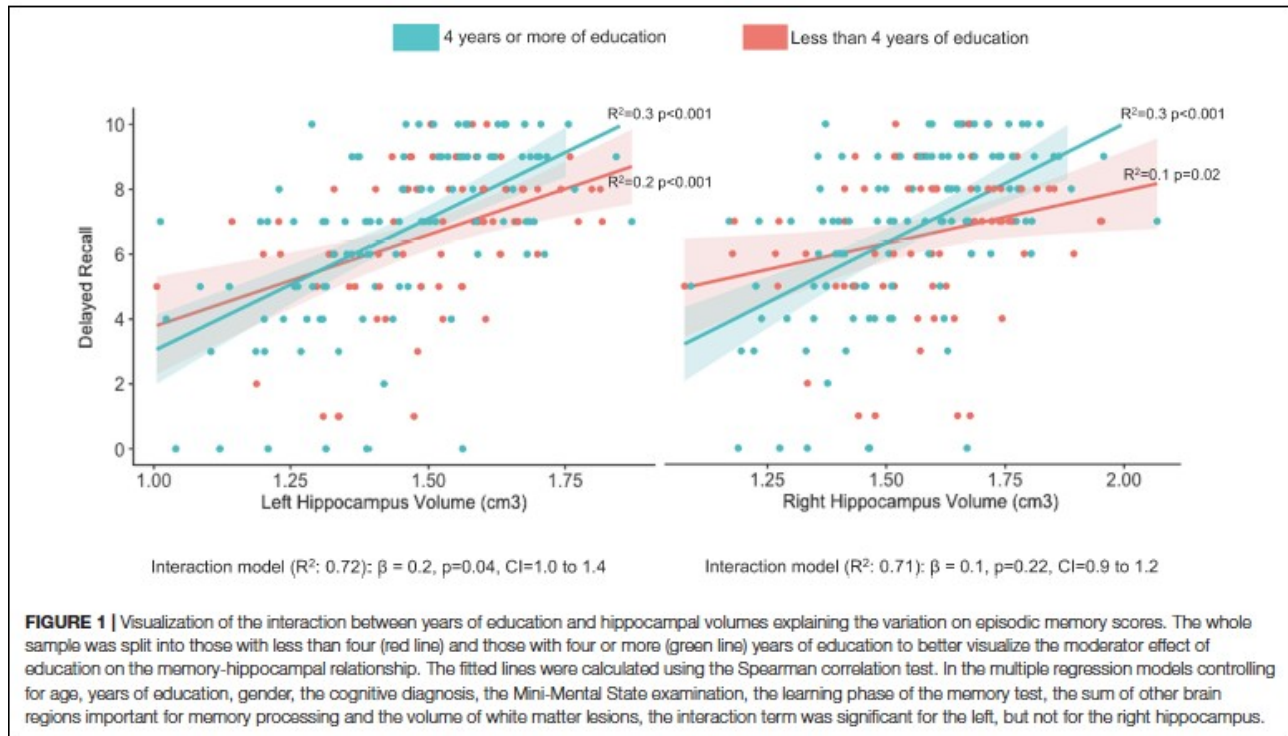 4 years or more of education
Less than 4 years of education
Delayed Recall
10
8
6
4
2
0
R²=0.3 p<0.001
R²=0.2 p<0.001
1.00
1.25
1.50
1.75
Left Hippocampus Volume (cm3)
R²=0.3 p<0.001
R²=0.1 p=0.02
1.25
1.50
1.75
2.00
Right Hippocampus Volume (cm3)
Interaction model (R²: 0.72): β = 0.2, p=0.04, CI=1.0 to 1.4
Interaction model (R²: 0.71): β = 0.1, p=0.22, CI=0.9 to 1.2
FIGURE 1 | Visualization of the interaction between years of education and hippocampal volumes explaining the variation on episodic memory scores. The whole
sample was split into those with less than four (red line) and those with four or more (green line) years of education to better visualize the moderator effect of
education on the memory-hippocampal relationship. The fitted lines were calculated using the Spearman correlation test. In the multiple regression models controlling
for age, years of education, gender, the cognitive diagnosis, the Mini-Mental State examination, the learning phase of the memory test, the sum of other brain
regions important for memory processing and the volume of white matter lesions, the interaction term was significant for the left, but not for the right hippocampus.